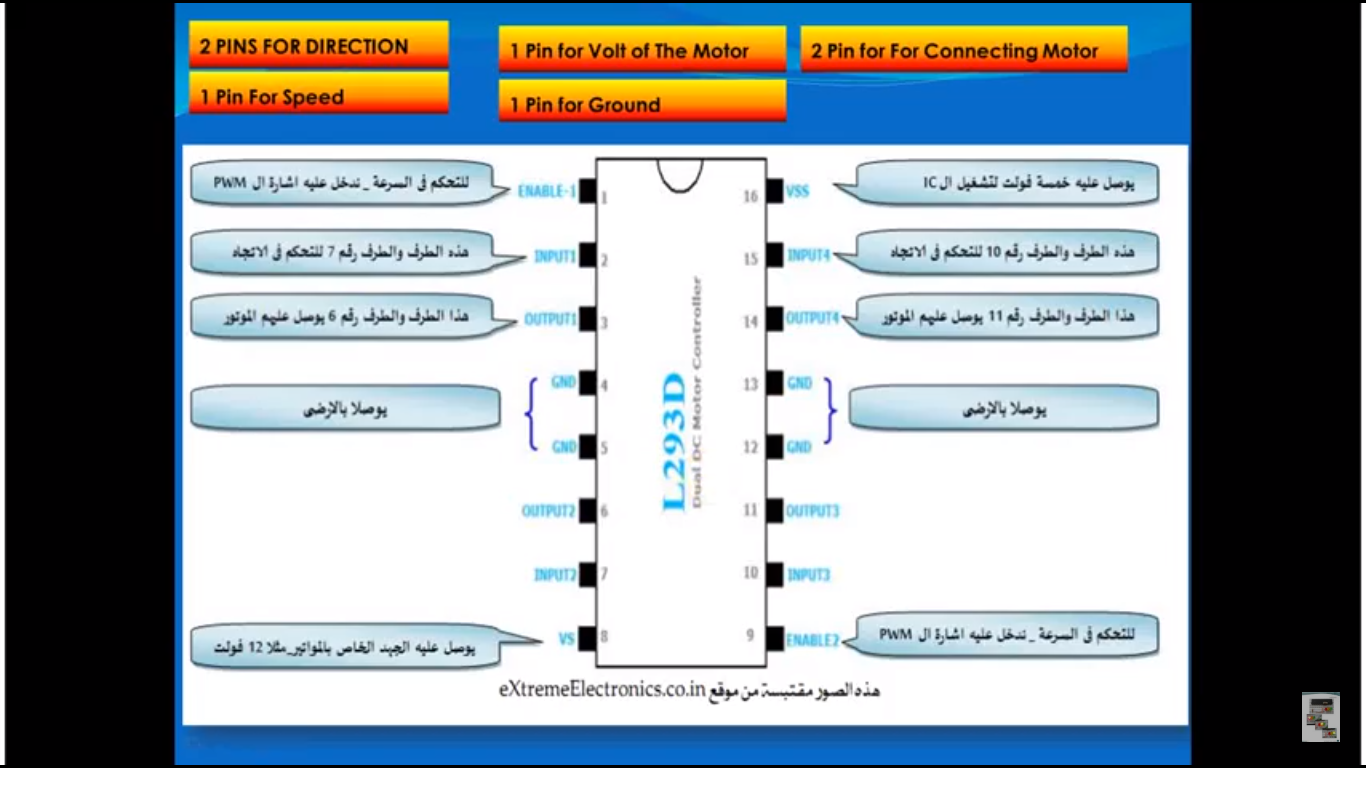 2 PINS FOR DIRECTION
1 Pin For Speed
1 Pin for Volt of The Motor
1 Pin for Ground
2 Pin for For Connecting Motor
للتحكم فى السرعة _ ندخل عليه اشارة ال PWM
ENABLE-1
1
16
VSS
يوصل عليه خمسة فولت لتشغيل ال IC
هذه الطرف والطرف رقم 7 للتحكم فى الاتجاه
INPUT1
2
15
INPUT4
هذه الطرف والطرف رقم 10 للتحكم فى الاتجاه
هذا الطرف والطرف رقم 6 يوصل عليهم الموتور
OUTPUT1
3
14
OUTPUT4
هذا الطرف والطرف رقم 11 يوصل عليهم الموتور
GND
4
13
GND
يوصلا بالارضى
يوصلا بالارضى
GND
5
12
GND
L293D
Dual DC Motor Controller
OUTPUT2
6
11
OUTPUT3
INPUT2
7
10
INPUT3
يوصل عليه الجهد الخاص بالمواتير_مثلا 12 فولت
VS
8
9
ENABLE2
للتحكم فى السرعة _ ندخل عليه اشارة ال PWM
هذه الصور مقتبسة من موقع eXtremeElectronics.co.in